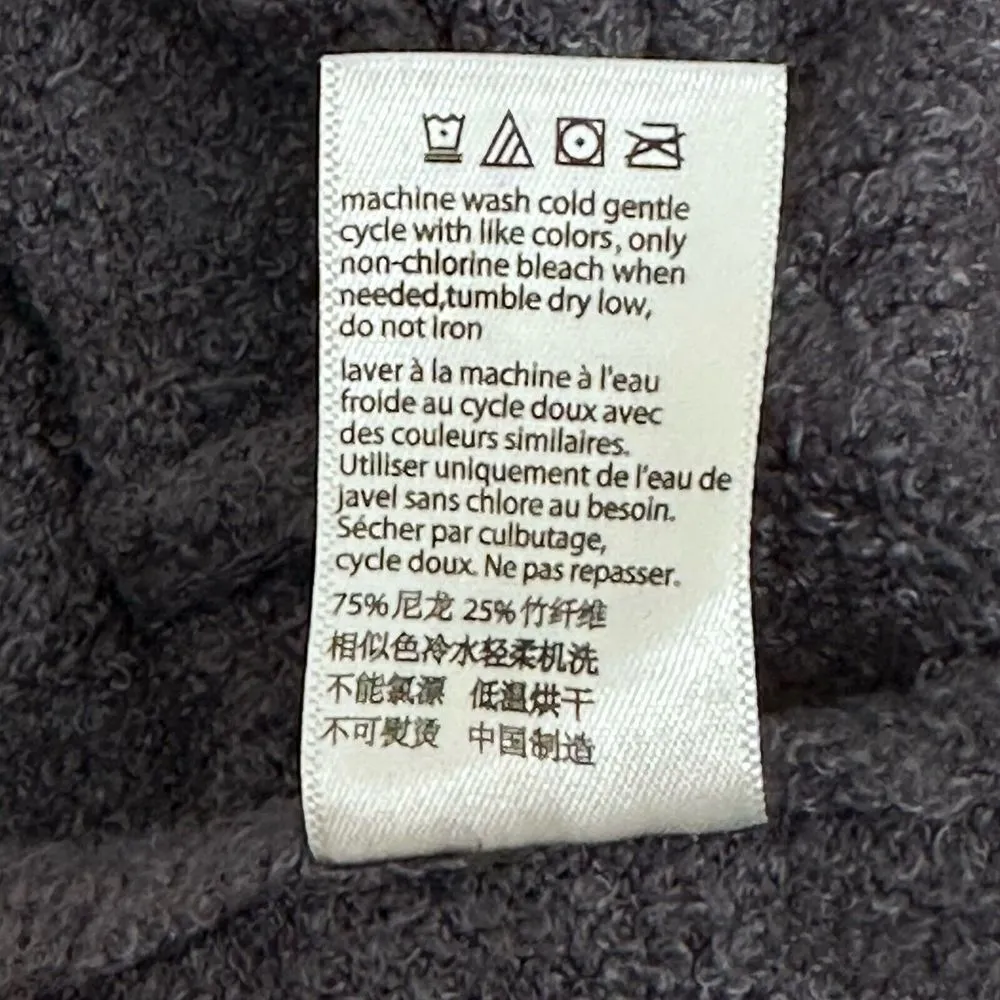 machine wash cold gentle
cycle with like colors, only
non-chlorine bleach when
needed,tumble dry low,
do not iron
laver à la machine à l'eau
froide au cycle doux avec
des couleurs similaires.
Utiliser uniquement de l'eau de
javel sans chlore au besoin.
Sécher par culbutage,
cycle doux. Ne pas repasser.
75%尼龙 25%竹纤维
相似色冷水轻柔机洗
不能氯漂 低温烘干
不可熨烫 中国制造